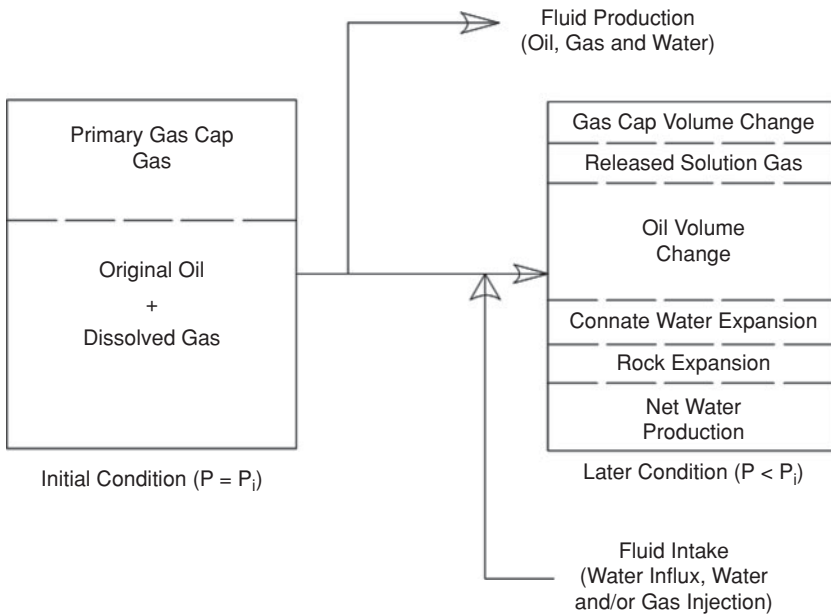 Fluid Production
(Oil, Gas and Water)
Primary Gas Cap
Gas
Original Oil
+
Dissolved Gas
Initial Condition (P = Pi)
Gas Cap Volume Change
Released Solution Gas
Oil Volume
Change
Connate Water Expansion
Rock Expansion
Net Water
Production
Later Condition (P < Pi)
Fluid Intake
(Water Influx, Water
and/or Gas Injection)